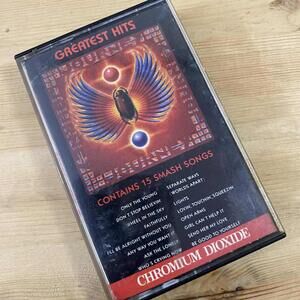 GREATEST HITS
CONTAINS 15 SMASH SONGS
ONLY THE YOUNG
DON'T STOP BELIEVIN'
WHEEL IN THE SKY
FAITHFULLY
I'LL BE ALRIGHT WITHOUT YOU
ANY WAY YOU WANT IT
ASK THE LONELY
WHO'S CRYING NOW
SEPARATE WAYS
WORLDS APART
LIGHTS
LOVIN, TOUCHIN, SQUEEZIN
OPEN ARMS
GIRL CAN'T HELP IT
SEND HER MY LOVE
BE GOOD TO YOURSELF
CHROMIUM DIOXIDE